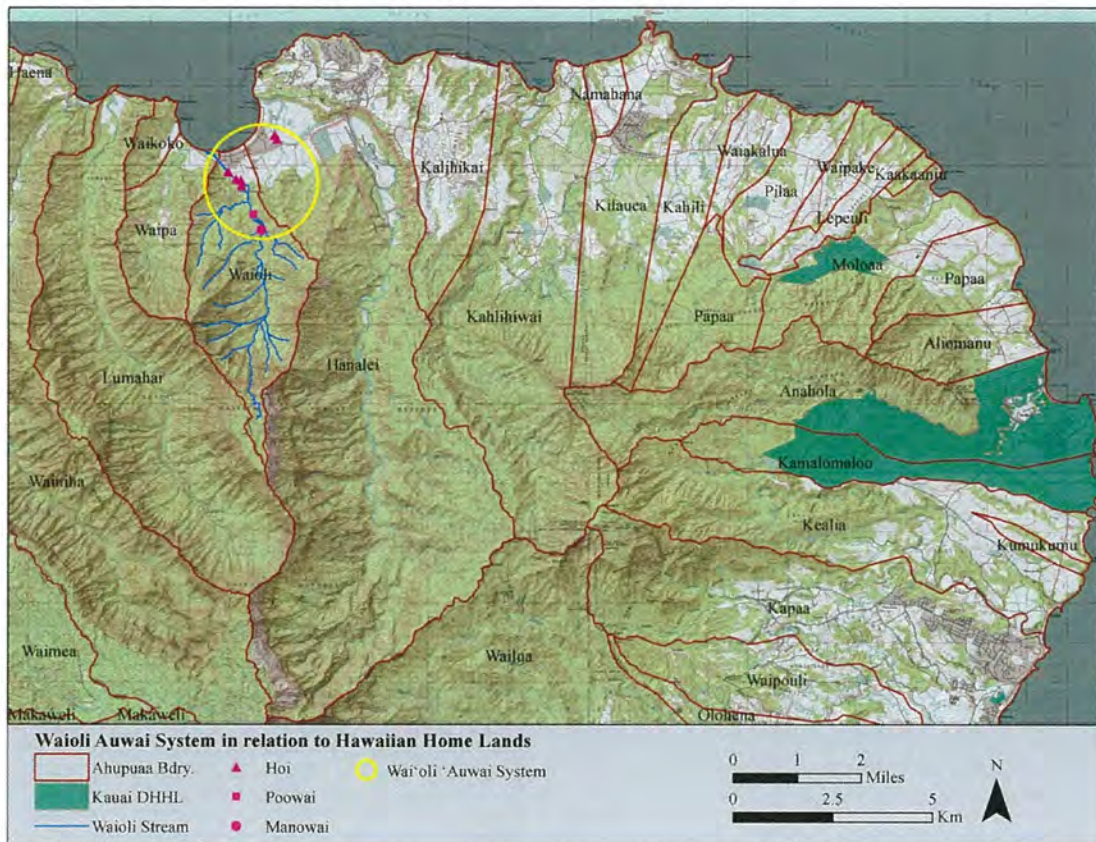 Haena
Namahana
Waikoko
Kalihikai
Waiakalua
Waipake
Kaakaaniu
Kilauea
Kahili
Pilaa
Lepeuli
Waipa
Waioli
Moloaa
Papaa
Kahlihiwai
Papaa
Aliomanu
Lumahai
Hanalei
Anahola
Kamalomaloo
Wainiha
Kealia
Kumukumu
Kapaa
Waimea
Wailua
Waipouli
Makaweli
Makaweli
Olohena
Waioli Auwai System in relation to Hawaiian Home Lands
Ahupuaa Bdry.
Hoi
Wai‘oli ‘Auwai System
Kauai DHHL
Poowai
Waioli Stream
Manowai
0 1 2
Miles
0 2.5 5
Km
N